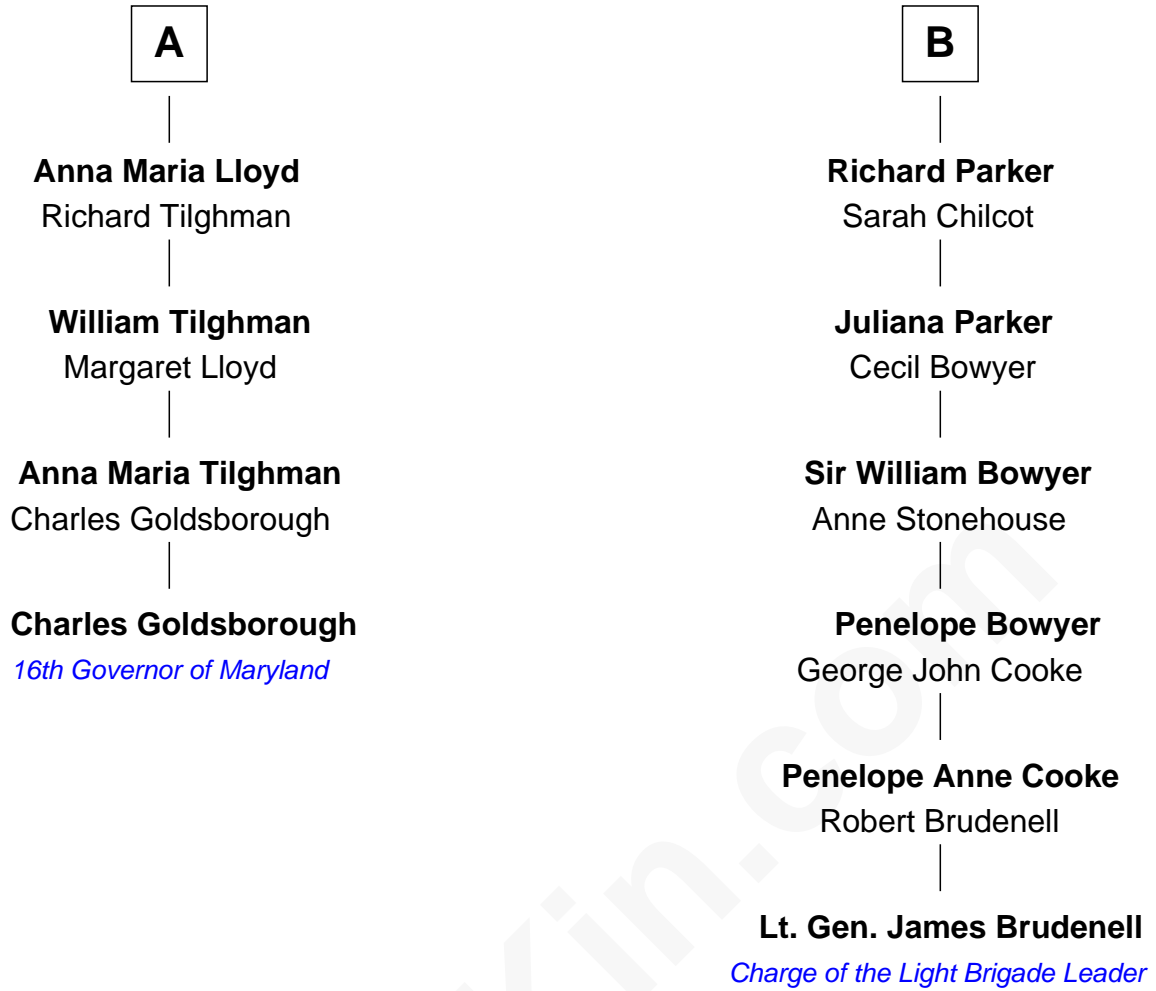 A
Anna Maria Lloyd
Richard Tilghman
William Tilghman
Margaret Lloyd
Anna Maria Tilghman
Charles Goldsborough
Charles Goldsborough
16th Governor of Maryland
B
Richard Parker
Sarah Chilcot
Juliana Parker
Cecil Bowyer
Sir William Bowyer
Anne Stonehouse
Penelope Bowyer
George John Cooke
Penelope Anne Cooke
Robert Brudenell
Lt. Gen. James Brudenell
Charge of the Light Brigade Leader
Kin.com